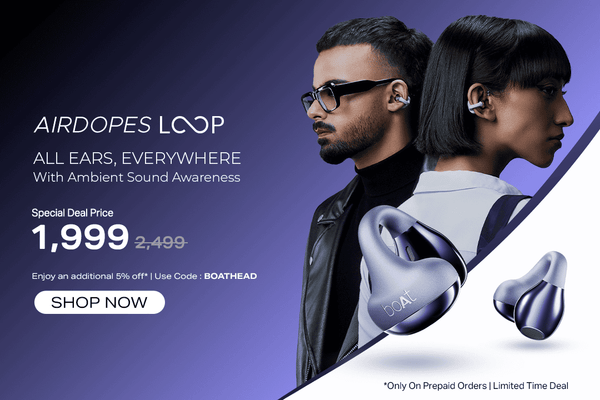 AIRDOPES LOOP
ALL EARS, EVERYWHERE
With Ambient Sound Awareness
Special Deal Price
1,999 2,499
Enjoy an additional 5% off* | Use Code : BOATHEAD
SHOP NOW
boAt
*Only On Prepaid Orders | Limited Time Deal